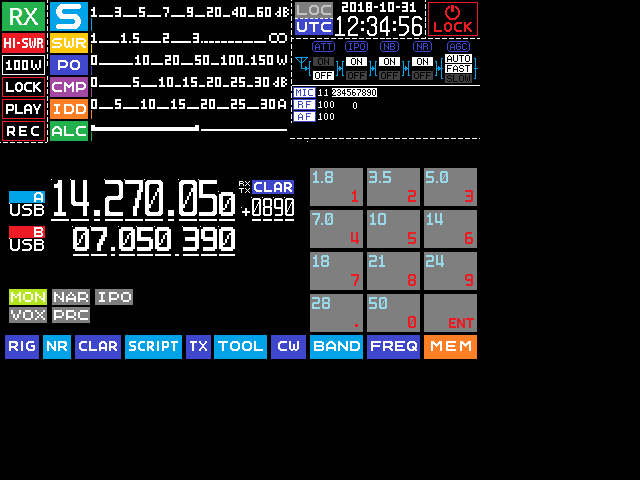 RX S 1 3 5 7 9 20 40 60 dB LOC 2018-10-31
UTC 12:34:56 LOCK
HI-SWR SWR 1 1.5 2 3 ∞
ATT IPO NB NR AGC
100W PO 0 10 20 50 100 150 W
ON ON ON ON AUTO
OFF OFF OFF OFF FAST
SLOW
LOCK CMP 0 5 10 15 20 25 30 dB
MIC 11 234567890
PLAY IDD 0 5 10 15 20 25 30 A
RF 100 0
AF 100
REC ALC
A USB 14.270.050 RX TX CLAR +0890
B USB 07.050.390
1.8 1 3.5 2 5.0 3
7.0 4 10 5 14 6
18 7 21 8 24 9
28 . 50 0 ENT
MON NAR IPO
VOX PRC
RIG NR CLAR SCRIPT TX TOOL CW BAND FREQ MEM